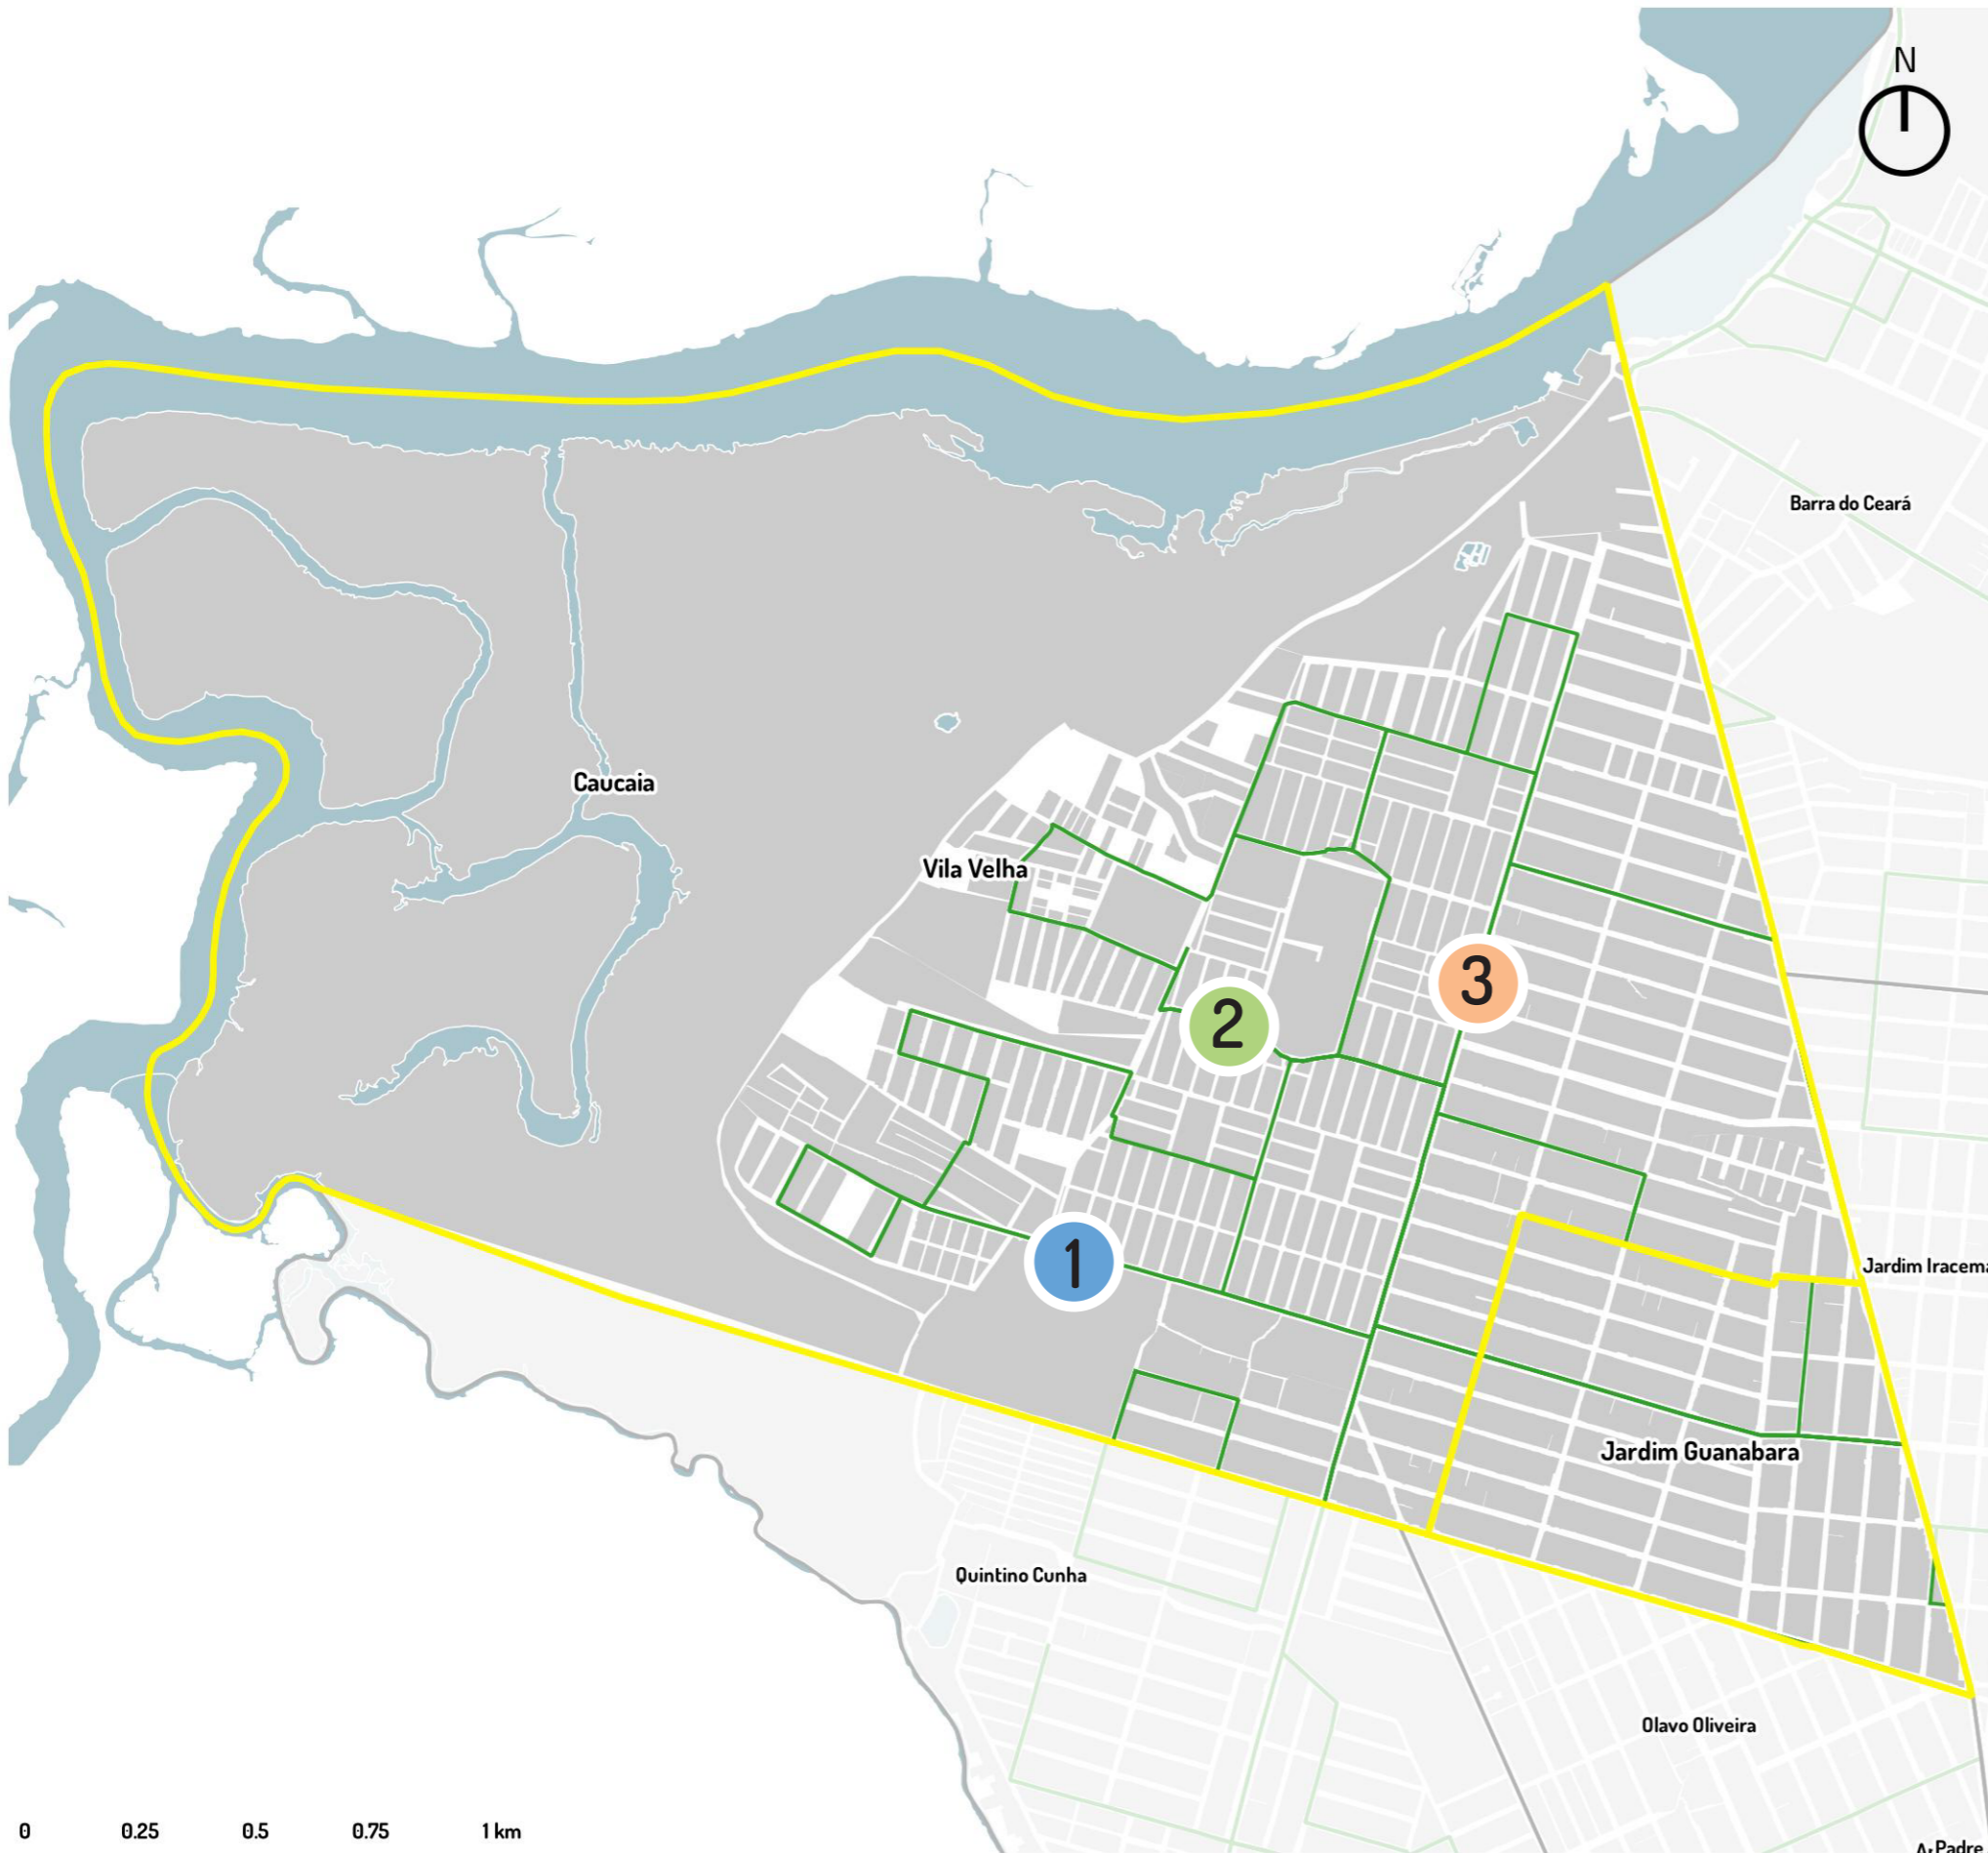 N
Barra do Ceará
Caucaia
Vila Velha
3
2
1
Jardim Iracema
Jardim Guanabara
Quintino Cunha
Olavo Oliveira
0 0.25 0.5 0.75 1 km
Padre